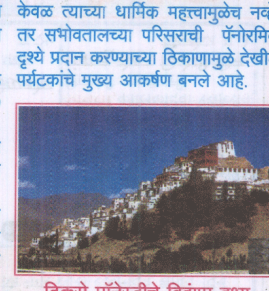 केवळ त्याच्या धार्मिक महत्त्वामुळेच नव
तर सभोवतालच्या परिसराची पॅनोरमि
दृश्ये प्रदान करण्याच्या ठिकाणामुळे देखी
पर्यटकांचे मुख्य आकर्षण बनले आहे.